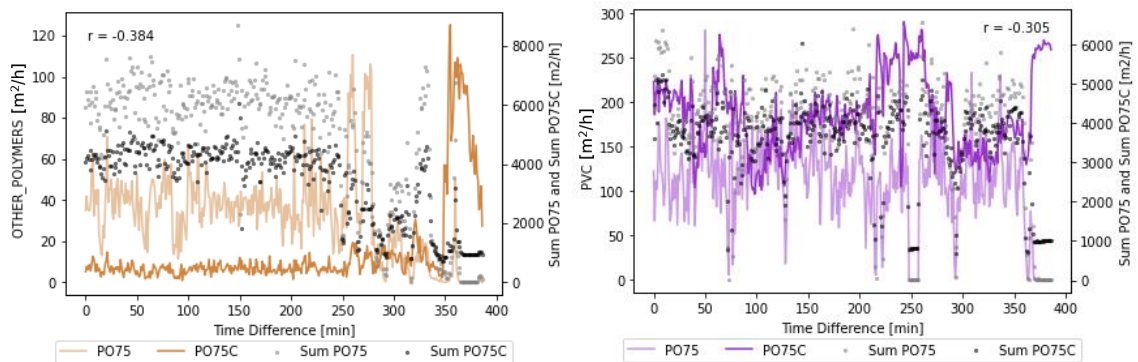 r = -0.384
OTHER_POLYMERS [m²/h]
120
100
80
60
40
20
0
8000
6000
4000
2000
0
Sum PO75 and Sum PO75C [m2/h]
0 50 100 150 200 250 300 350 400
Time Difference [min]
PO75 PO75C Sum PO75 Sum PO75C
r = -0.305
PVC [m²/h]
300
250
200
150
100
50
0
6000
5000
4000
3000
2000
1000
0
Sum PO75 and Sum PO75C [m2/h]
0 50 100 150 200 250 300 350 400
Time Difference [min]
PO75 PO75C Sum PO75 Sum PO75C